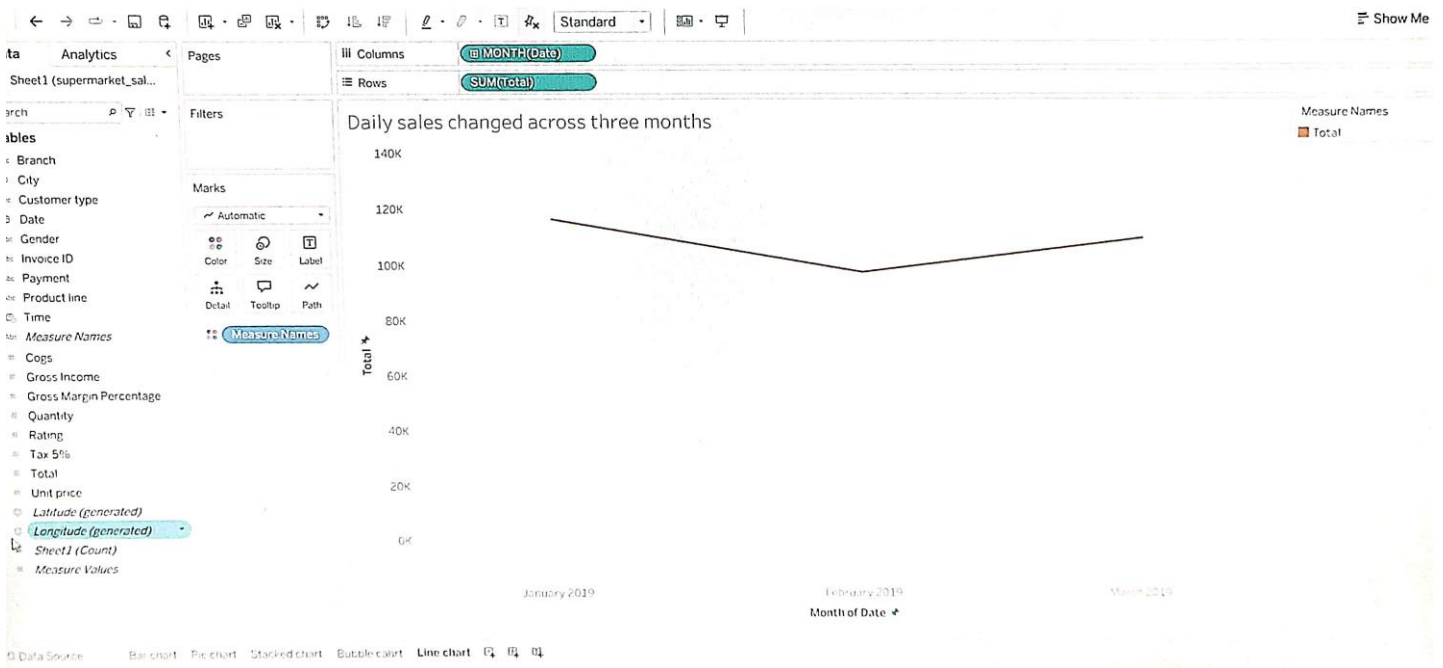 Standard
Show Me
ta
Analytics
Pages
Columns
MONTH(Date)
Sheet1 (supermarket_sal...
Rows
SUM(Total)
arch
Filters
ables
Branch
City
Customer type
Date
Gender
Invoice ID
Payment
Product line
Time
Measure Names
Cogs
Gross Income
Gross Margin Percentage
Quantity
Rating
Tax 5%
Total
Unit price
Latitude (generated)
Longitude (generated)
Sheet1 (Count)
Measure Values
Marks
Automatic
Color Size Label
Detail Tooltip Path
Measure Names
Daily sales changed across three months
140K
120K
100K
80K
60K
40K
20K
0K
Total
January 2019 February 2019 March 2019
Month of Date
Measure Names
Total
Data Source Bar chart Pie chart Stacked chart Bubble cahrt Line chart